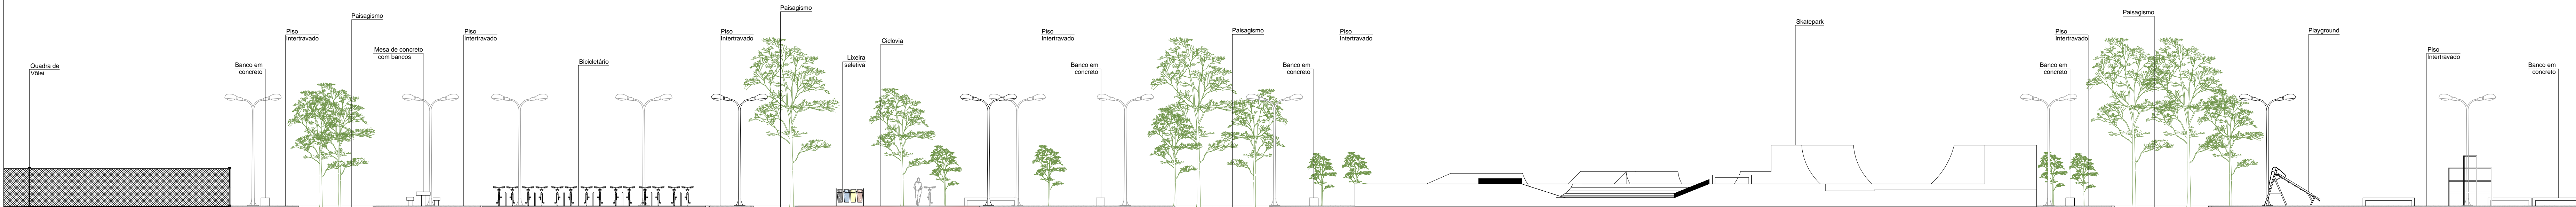 Quadra de
Vôlei
Banco em
concreto
Piso
Intertravado
Paisagismo
Mesa de concreto
com bancos
Piso
Intertravado
Bicicletário
Piso
Intertravado
Paisagismo
Lixeira
seletiva
Ciclovia
Piso
Intertravado
Banco em
concreto
Paisagismo
Banco em
concreto
Piso
Intertravado
Skatepark
Banco em
concreto
Piso
Intertravado
Paisagismo
Playground
Piso
Intertravado
Banco em
concreto